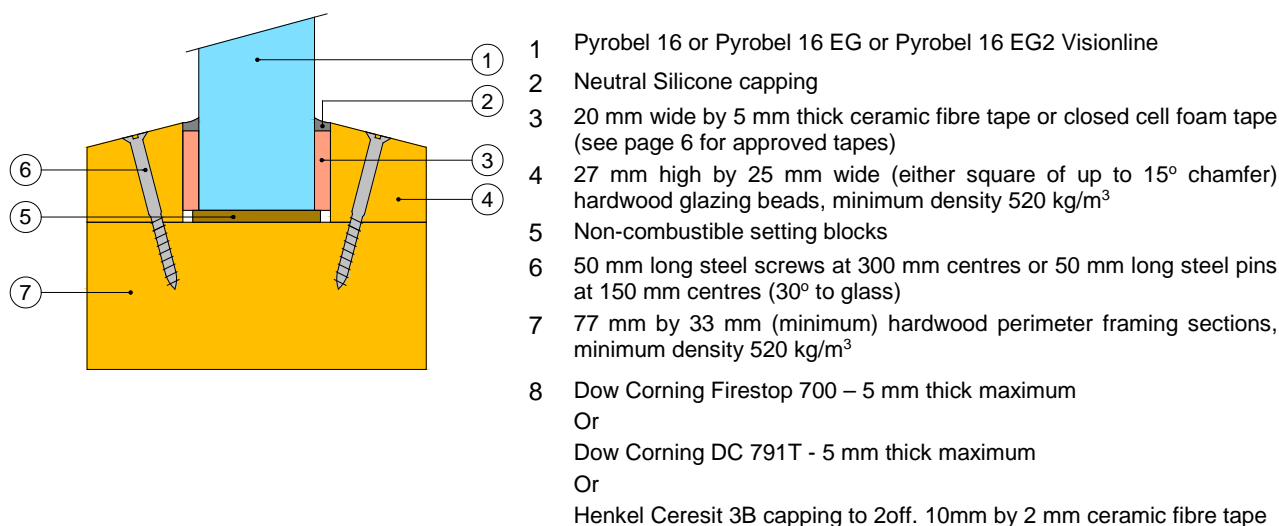 1
2
3
4
5
6
7
1 Pyrobel 16 or Pyrobel 16 EG or Pyrobel 16 EG2 Visionline
2 Neutral Silicone capping
3 20 mm wide by 5 mm thick ceramic fibre tape or closed cell foam tape
(see page 6 for approved tapes)
4 27 mm high by 25 mm wide (either square of up to 15º chamfer)
hardwood glazing beads, minimum density 520 kg/m³
5 Non-combustible setting blocks
6 50 mm long steel screws at 300 mm centres or 50 mm long steel pins
at 150 mm centres (30º to glass)
7 77 mm by 33 mm (minimum) hardwood perimeter framing sections,
minimum density 520 kg/m³
8 Dow Corning Firestop 700 – 5 mm thick maximum
Or
Dow Corning DC 791T - 5 mm thick maximum
Or
Henkel Ceresit 3B capping to 2off. 10mm by 2 mm ceramic fibre tape